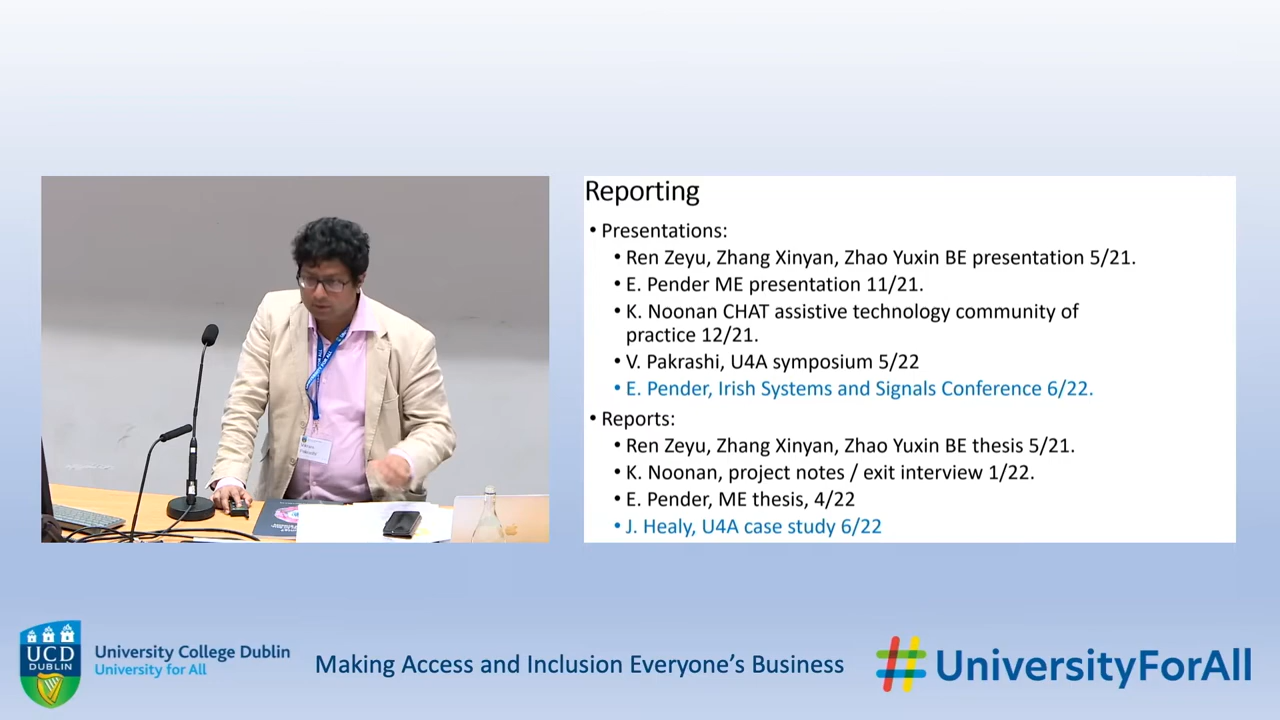 Reporting
• Presentations:
• Ren Zeyu, Zhang Xinyan, Zhao Yuxin BE presentation 5/21.
• E. Pender ME presentation 11/21.
• K. Noonan CHAT assistive technology community of
practice 12/21.
• V. Pakrashi, U4A symposium 5/22
• E. Pender, Irish Systems and Signals Conference 6/22.
• Reports:
• Ren Zeyu, Zhang Xinyan, Zhao Yuxin BE thesis 5/21.
• K. Noonan, project notes / exit interview 1/22.
• E. Pender, ME thesis, 4/22
• J. Healy, U4A case study 6/22
UCD
DUBLIN
University College Dublin
University for All
Making Access and Inclusion Everyone's Business
#UniversityForAll